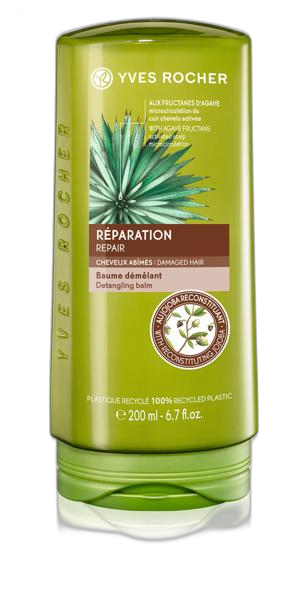 YVES ROCHER
AUX FRUCTANES D'AGAVE
microcirculation du
cuir chevelu activée
WITH AGAVE FRUCTANS
activated scalp
microcirculation
YVES ROCHER
RÉPARATION
REPAIR
CHEVEUX ABÎMÉS | DAMAGED HAIR
Baume démêlant
Detangling balm
AU JOJOBA RECONSTITUANT
WITH RECONSTITUTING JOJOBA
PLASTIQUE RECYCLÉ 100% RECYCLED PLASTIC
e 200 ml - 6.7 fl.oz.